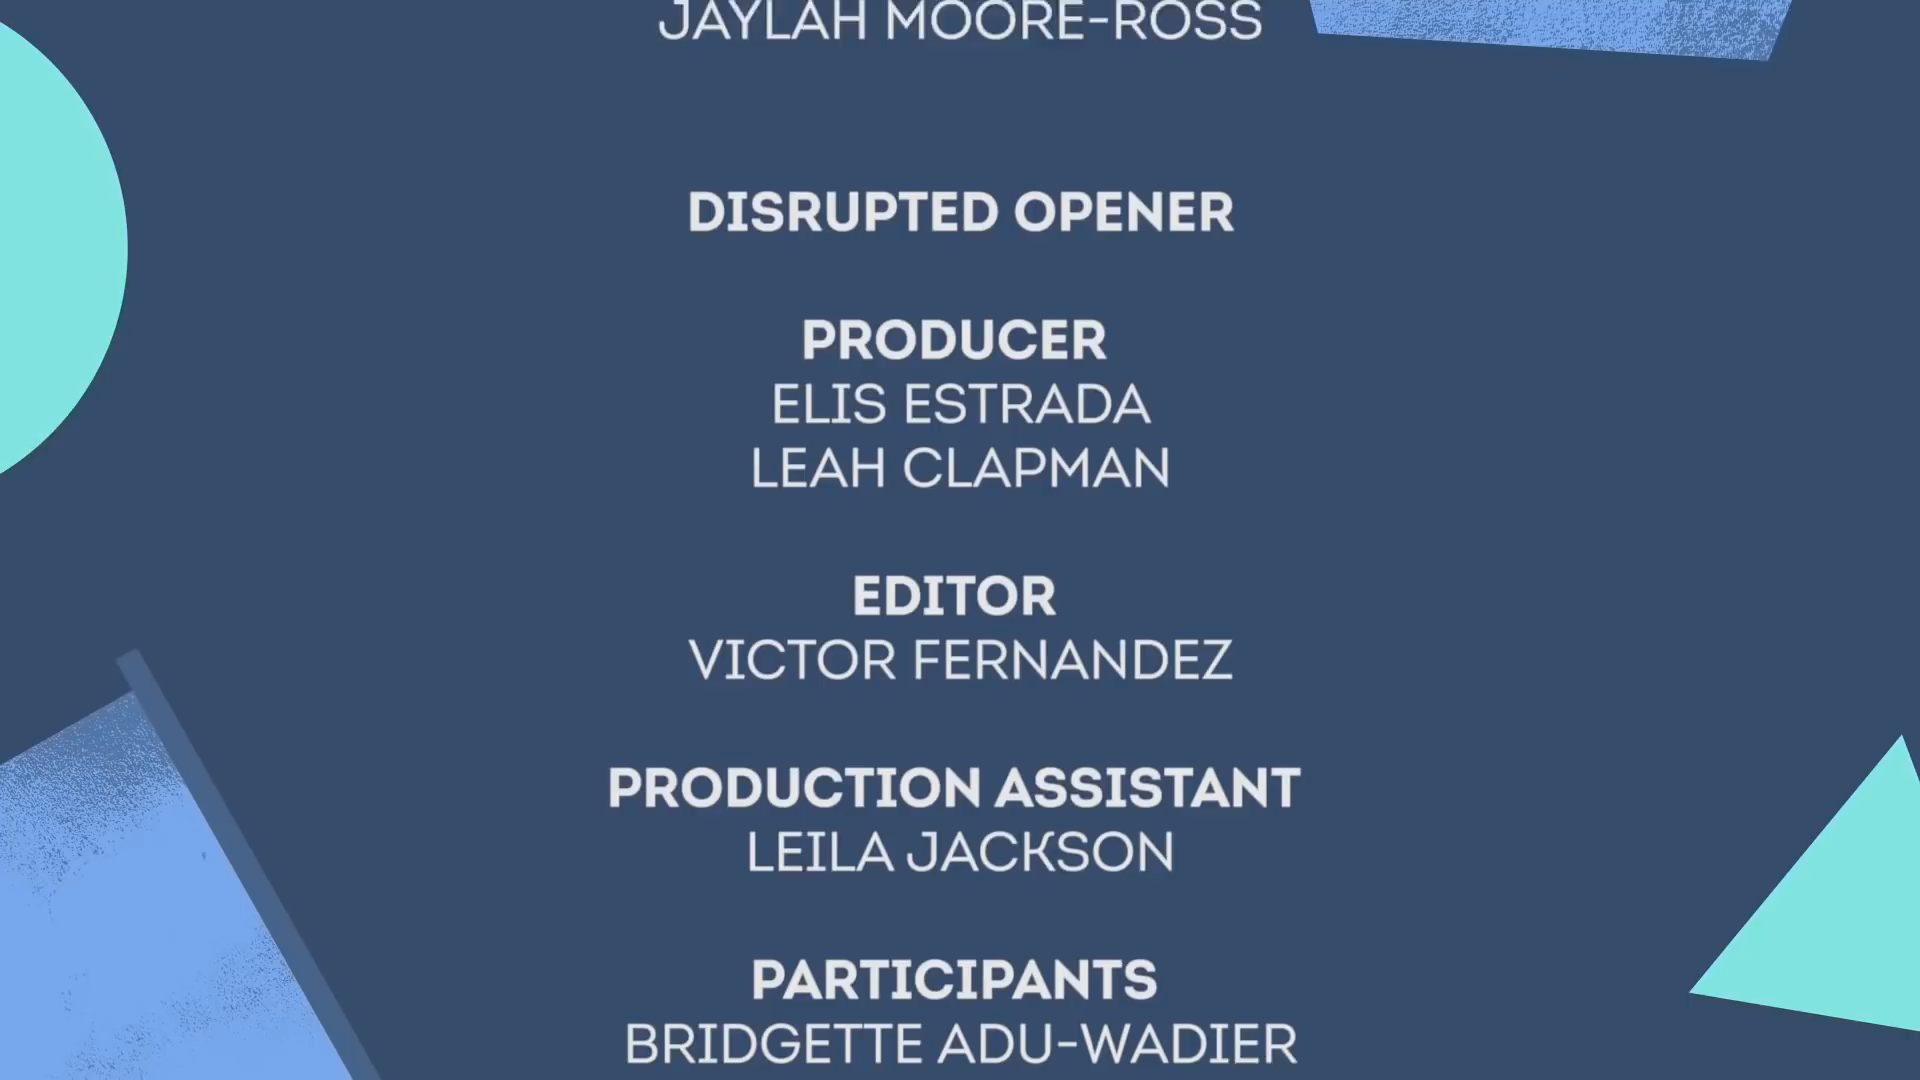 JAYLAH MOORE-ROSS
DISRUPTED OPENER
PRODUCER
ELIS ESTRADA
LEAH CLAPMAN
EDITOR
VICTOR FERNANDEZ
PRODUCTION ASSISTANT
LEILA JACKSON
PARTICIPANTS
BRIDGETTE ADU-WADIER